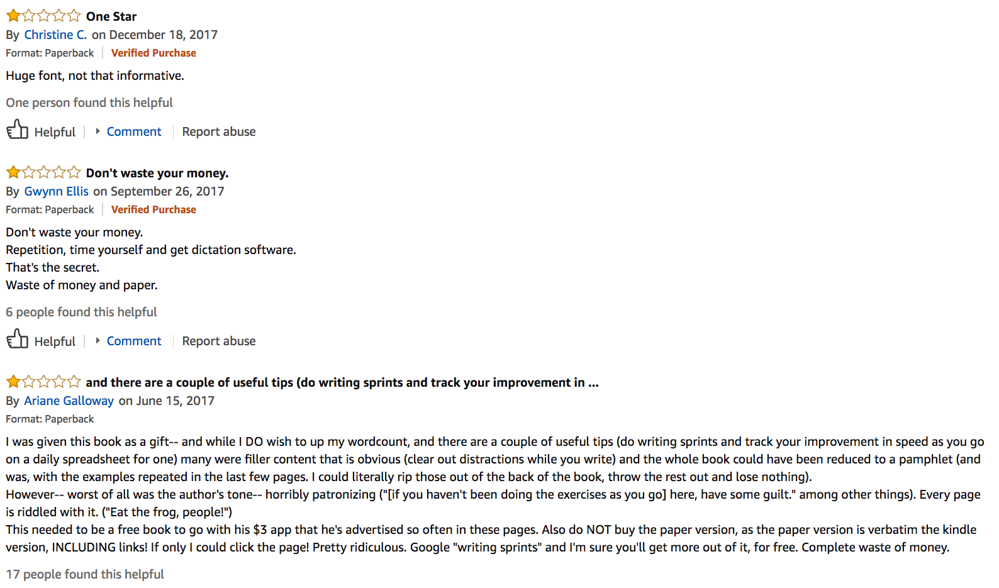 One Star
By Christine C. on December 18, 2017
Format: Paperback | Verified Purchase
Huge font, not that informative.
One person found this helpful
Helpful | Comment | Report abuse
Don't waste your money.
By Gwynn Ellis on September 26, 2017
Format: Paperback | Verified Purchase
Don't waste your money.
Repetition, time yourself and get dictation software.
That's the secret.
Waste of money and paper.
6 people found this helpful
Helpful | Comment | Report abuse
and there are a couple of useful tips (do writing sprints and track your improvement in ...
By Ariane Galloway on June 15, 2017
Format: Paperback
I was given this book as a gift-- and while I DO wish to up my wordcount, and there are a couple of useful tips (do writing sprints and track your improvement in speed as you go
on a daily spreadsheet for one) many were filler content that is obvious (clear out distractions while you write) and the whole book could have been reduced to a pamphlet (and
was, with the examples repeated in the last few pages. I could literally rip those out of the back of the book, throw the rest out and lose nothing).
However-- worst of all was the author's tone-- horribly patronizing ("[if you haven't been doing the exercises as you go] here, have some guilt." among other things). Every page
is riddled with it. ("Eat the frog, people!")
This needed to be a free book to go with his $3 app that he's advertised so often in these pages. Also do NOT buy the paper version, as the paper version is verbatim the kindle
version, INCLUDING links! If only I could click the page! Pretty ridiculous. Google "writing sprints" and I'm sure you'll get more out of it, for free. Complete waste of money.
17 people found this helpful